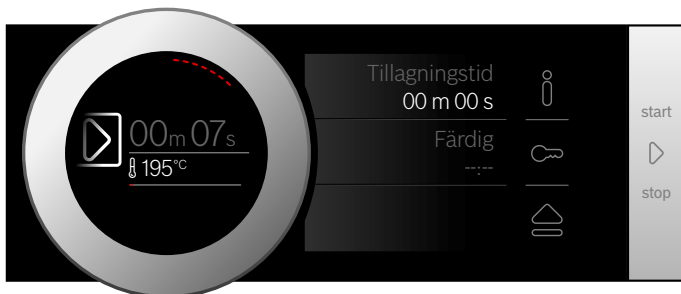 00m 07s
195°C
Tillagningstid
00 m 00 s
Färdig
--:--
start
stop